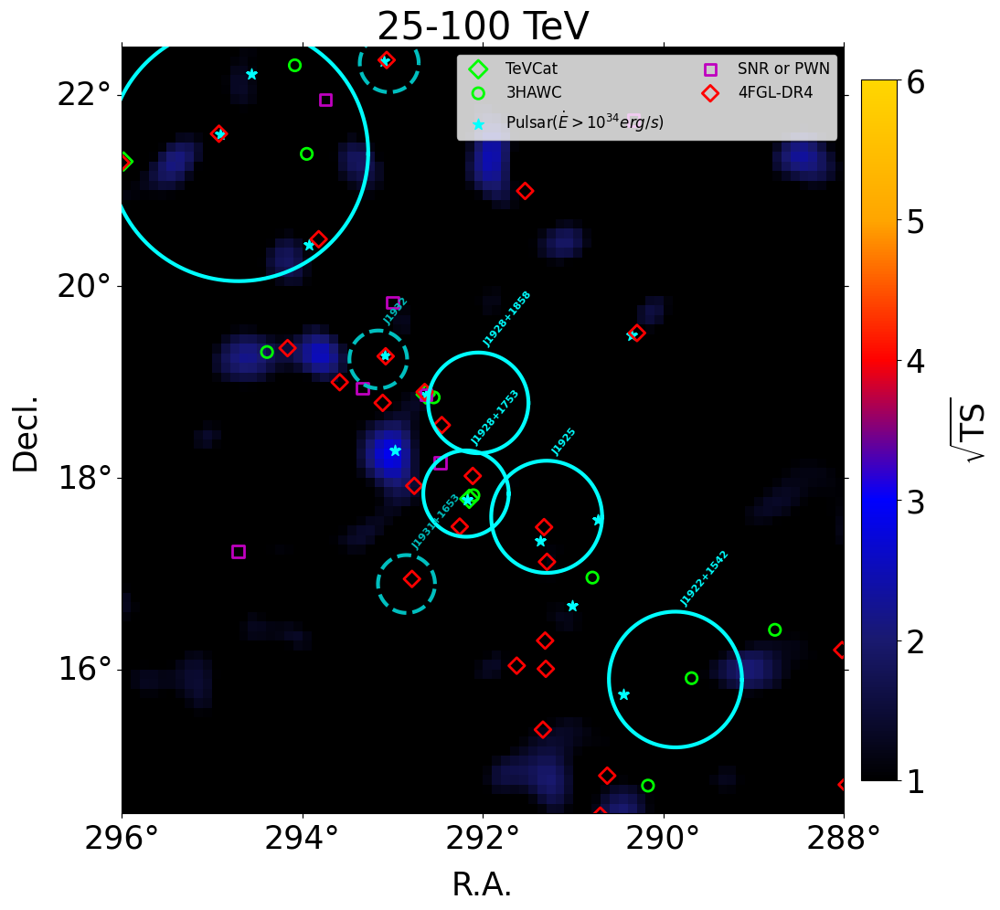 25-100 TeV
TeVCat
3HAWC
Pulsar(Ė > 10³⁴erg/s)
SNR or PWN
4FGL-DR4
22°
20°
18°
16°
Decl.
J1932
J1928+1858
J1928+1753
J1925
J1931+1653
J1922+1542
296°
294°
292°
290°
288°
R.A.
6
5
4
3
2
1
√TS